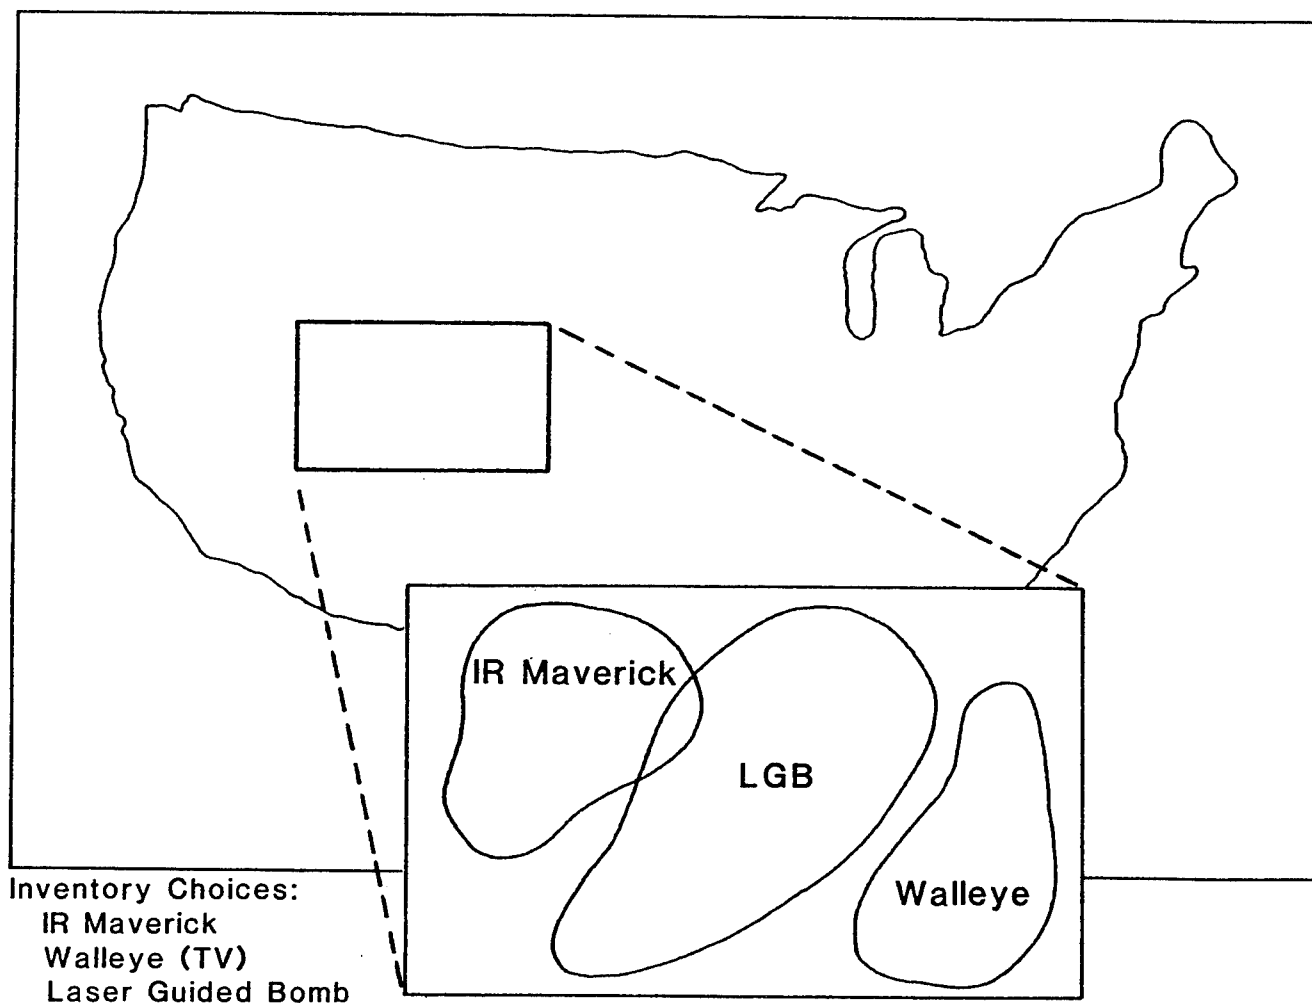 IR Maverick
LGB
Walleye
Inventory Choices:
IR Maverick
Walleye (TV)
Laser Guided Bomb